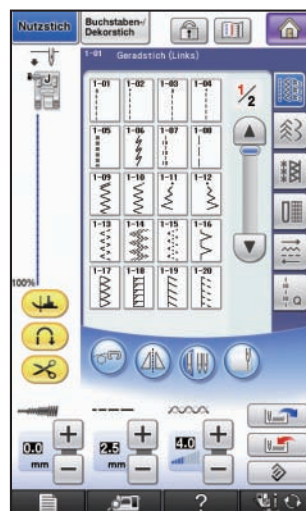 Nutzstich
Buchstaben-/
Dekorstich
1-01 Geradstich (Links)
1-01 1-02 1-03 1-04
1/2
1-05 1-06 1-07 1-08
1-09 1-10 1-11 1-12
1-13 1-14 1-15 1-16
Q
1-17 1-18 1-19 1-20
100%
0.0 2.5 4.0
mm mm
?